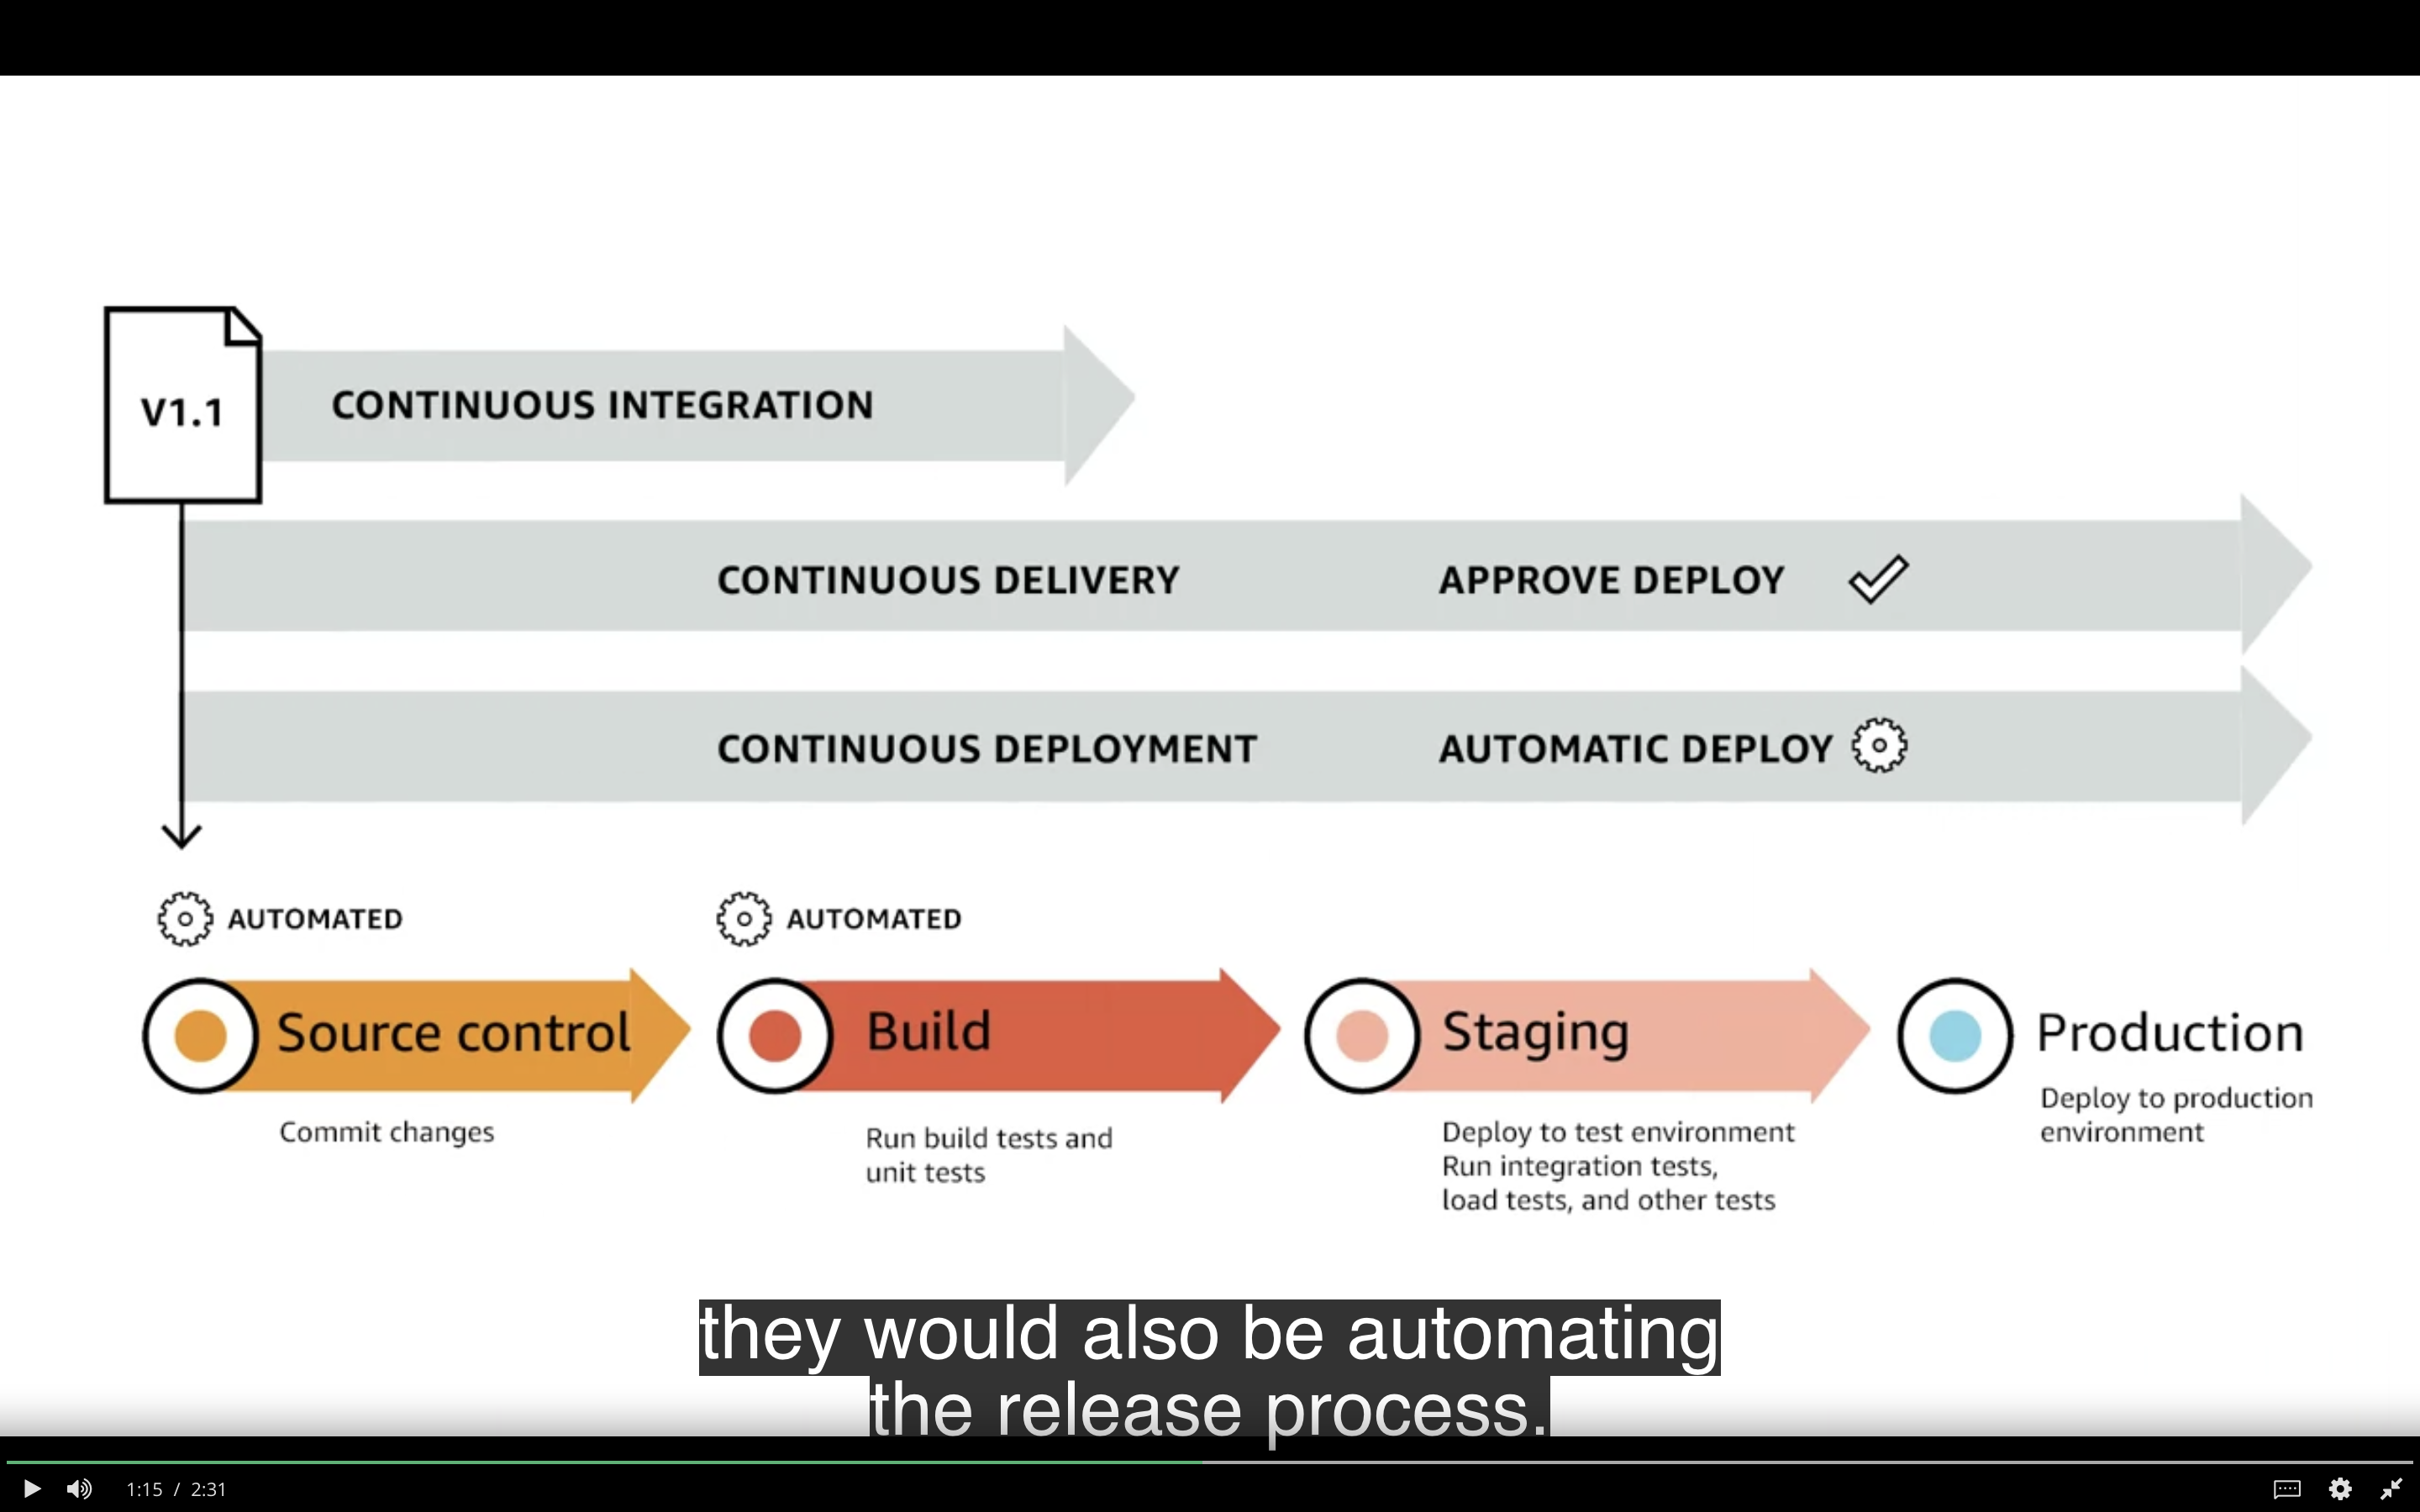 V1.1
CONTINUOUS INTEGRATION
CONTINUOUS DELIVERY
APPROVE DEPLOY
CONTINUOUS DEPLOYMENT
AUTOMATIC DEPLOY
AUTOMATED
AUTOMATED
Source control
Commit changes
Build
Run build tests and
unit tests
Staging
Deploy to test environment
Run integration tests,
load tests, and other tests
Production
Deploy to production
environment
they would also be automating
the release process.
1:15 / 2:31